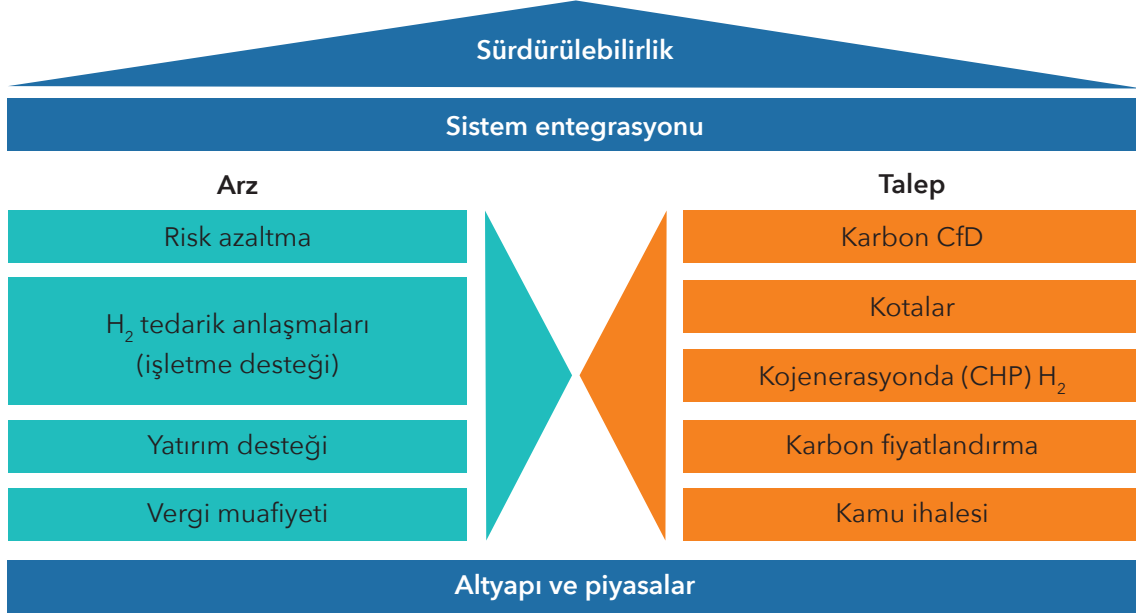 Sürdürülebilirlik
Sistem entegrasyonu
Arz
Risk azaltma
H₂ tedarik anlaşmaları
(işletme desteği)
Yatırım desteği
Vergi muafiyeti
Talep
Karbon CfD
Kotalar
Kojenerasyonda (CHP) H₂
Karbon fiyatlandırma
Kamu ihalesi
Altyapı ve piyasalar